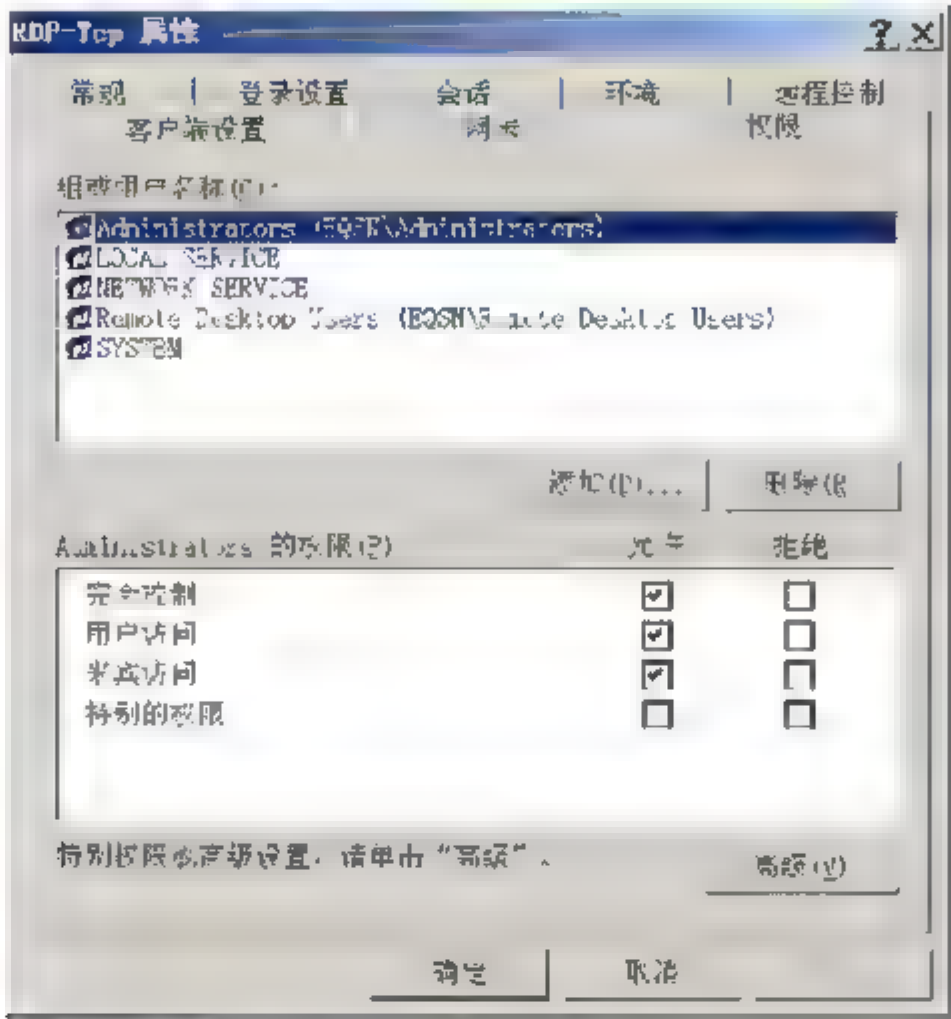 RDP-Tcp 属性
常规 登录设置 会话 环境 远程控制
客户端设置 网卡 权限
组或用户名称(G):
Administrators
LOCAL SERVICE
NETWORK SERVICE
Remote Desktop Users
SYSTEM
添加(D)... 删除(R)
Administrators 的权限(P) 允许 拒绝
完全控制
用户访问
来宾访问
特别的权限
特别权限或高级设置，请单击“高级”。
高级(V)
确定 取消